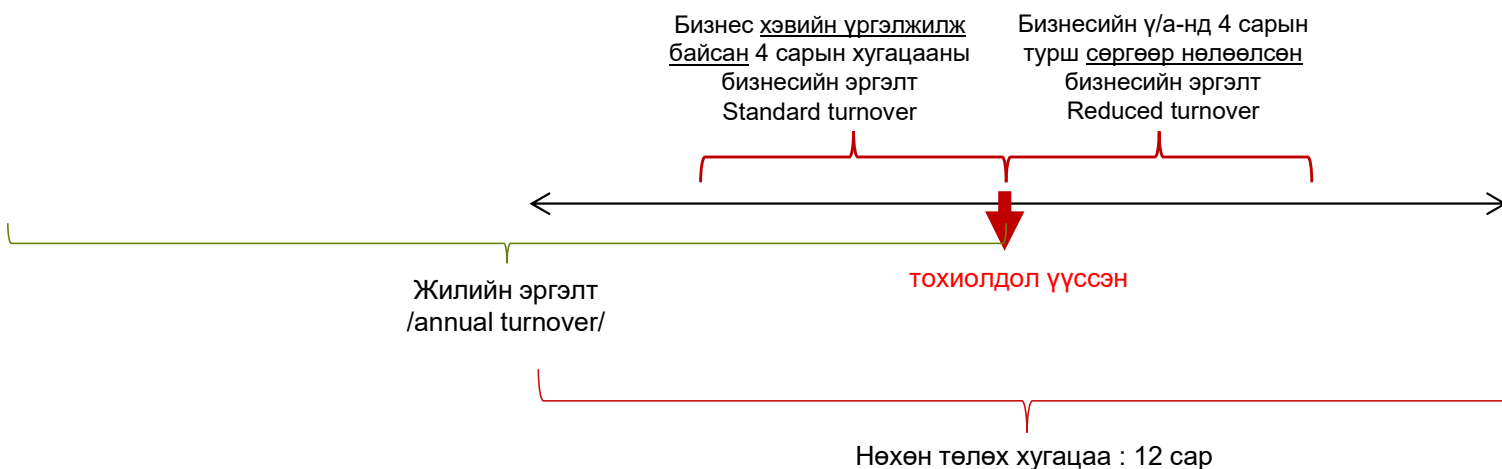 Бизнес хэвийн үргэлжилж
байсан 4 сарын хугацааны
бизнесийн эргэлт
Standard turnover
Бизнесийн ү/а-нд 4 сарын
турш сөргөөр нөлөөлсөн
бизнесийн эргэлт
Reduced turnover
тохиолдол үүссэн
Жилийн эргэлт
/annual turnover/
Нөхөн төлөх хугацаа : 12 сар